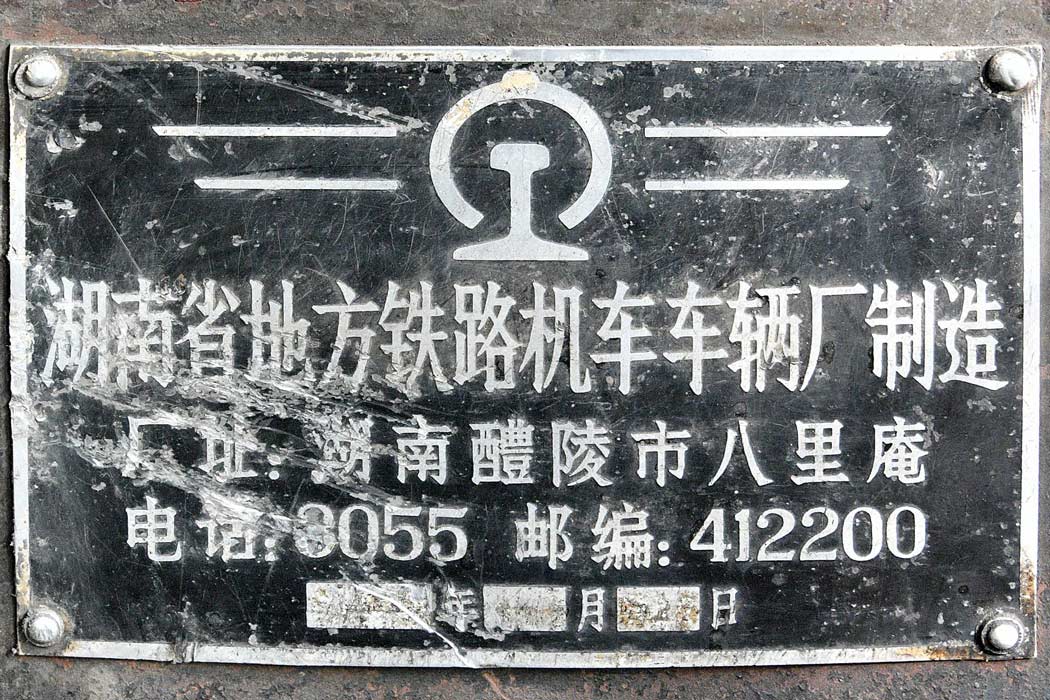 湖南省地方铁路机车车辆厂制造
厂址:湖南醴陵市八里庵
电话:3055 邮编:412200
年 月 日